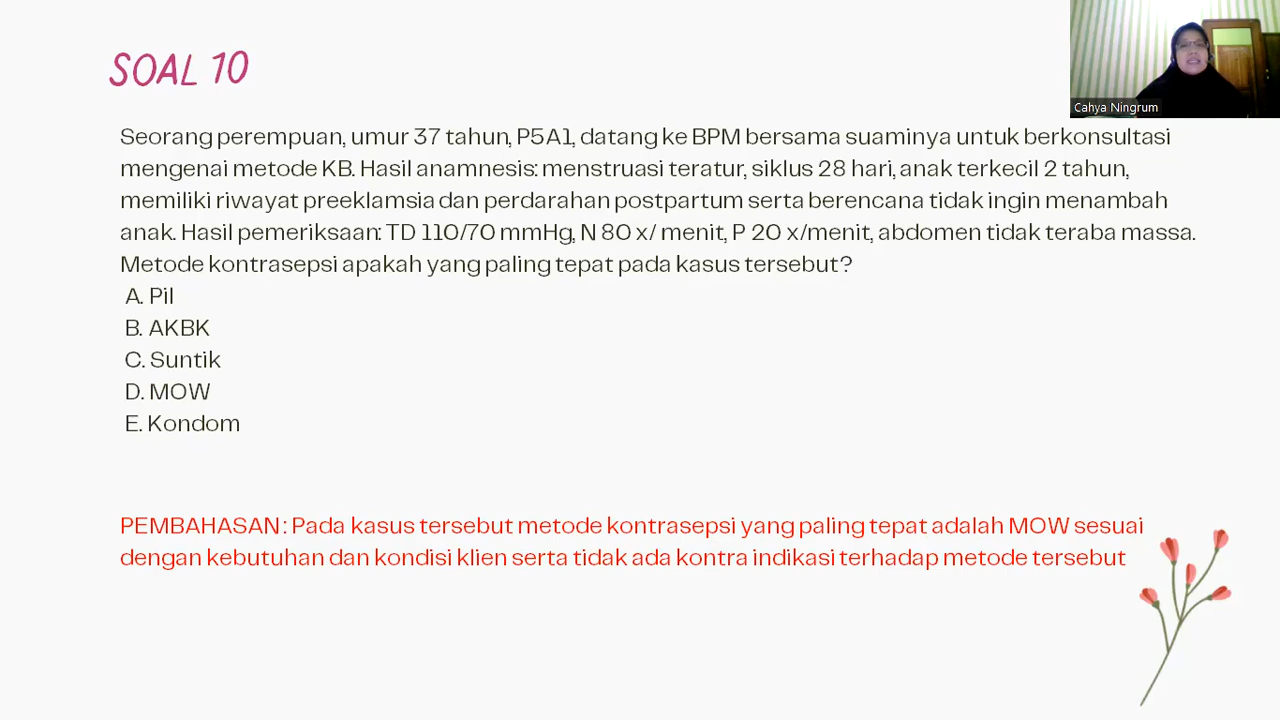 SOAL 10
Cahya Ningrum
Seorang perempuan, umur 37 tahun, P5A1, datang ke BPM bersama suaminya untuk berkonsultasi
mengenai metode KB. Hasil anamnesis: menstruasi teratur, siklus 28 hari, anak terkecil 2 tahun,
memiliki riwayat preeklamsia dan perdarahan postpartum serta berencana tidak ingin menambah
anak. Hasil pemeriksaan: TD 110/70 mmHg, N 80 x/ menit, P 20 x/menit, abdomen tidak teraba massa.
Metode kontrasepsi apakah yang paling tepat pada kasus tersebut?
A. Pil
B. AKBK
C. Suntik
D. MOW
E. Kondom
PEMBAHASAN : Pada kasus tersebut metode kontrasepsi yang paling tepat adalah MOW sesuai
dengan kebutuhan dan kondisi klien serta tidak ada kontra indikasi terhadap metode tersebut